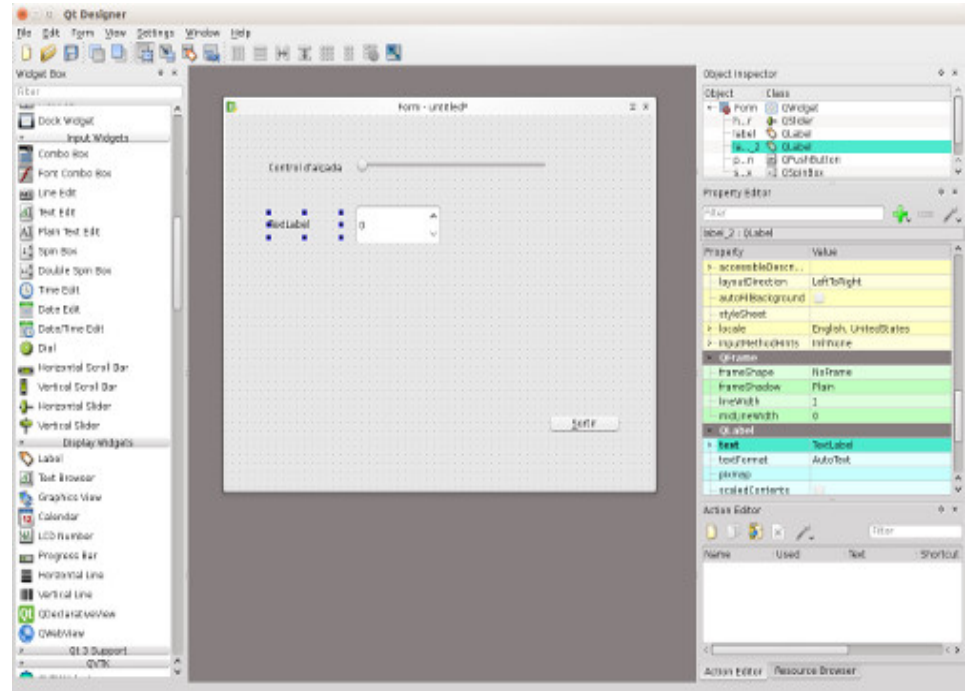 Qt Designer
File Edit Form View Settings Window Help
Widget Box
Filter
Dock Widget
Input Widgets
Combo Box
Font Combo Box
Line Edit
Text Edit
Plain Text Edit
Spin Box
Double Spin Box
Time Edit
Date Edit
Date/Time Edit
Dial
Horizontal Scroll Bar
Vertical Scroll Bar
Horizontal Slider
Vertical Slider
Display Widgets
Label
Text Browser
Graphics View
Calendar
LCD Number
Progress Bar
Horizontal Line
Vertical Line
QDeclarativeView
QWebView
Qt 3 Support
QVTK
Form - untitled*
Control d'alçada
TextLabel
0
Sortir
Object Inspector
Object Class
Form QWidget
h...r QSlider
label QLabel
la..._2 QLabel
p...n QPushButton
s...x QSpinBox
Property Editor
Filter
label_2 : QLabel
Property Value
accessibleDescr...
layoutDirection LeftToRight
autoFillBackground
styleSheet
locale English, UnitedStates
inputMethodHints ImhNone
QFrame
frameShape NoFrame
frameShadow Plain
lineWidth 1
midLineWidth 0
QLabel
text TextLabel
textFormat AutoText
pixmap
scaledContents
Action Editor
Filter
Name Used Text Shortcut
Action Editor Resource Browser